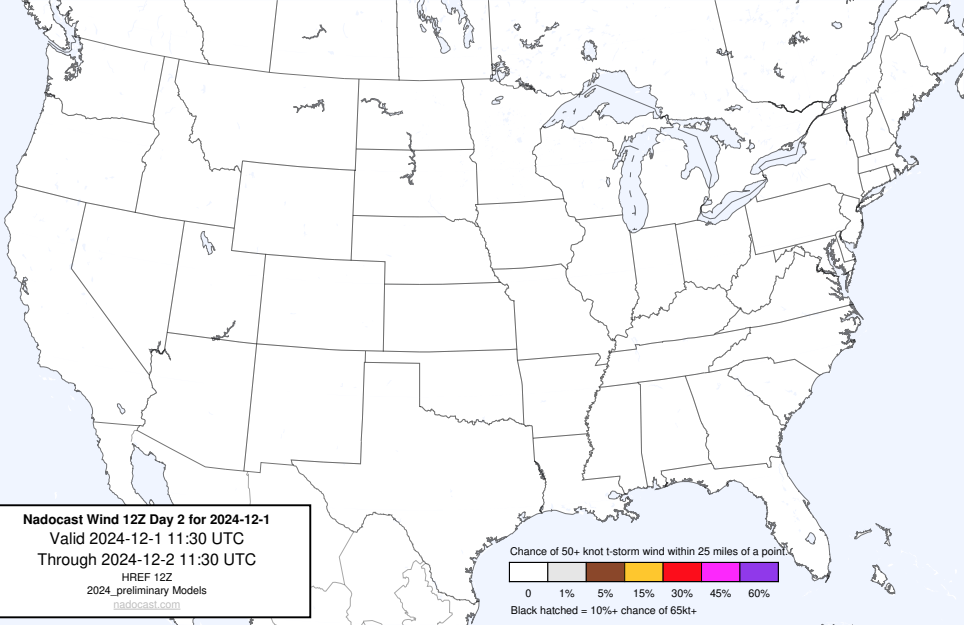 Nadocast Wind 12Z Day 2 for 2024-12-1
Valid 2024-12-1 11:30 UTC
Through 2024-12-2 11:30 UTC
HREF 12Z
2024_preliminary Models
nadocast.com
Chance of 50+ knot t-storm wind within 25 miles of a point.
0 1% 5% 15% 30% 45% 60%
Black hatched = 10%+ chance of 65kt+